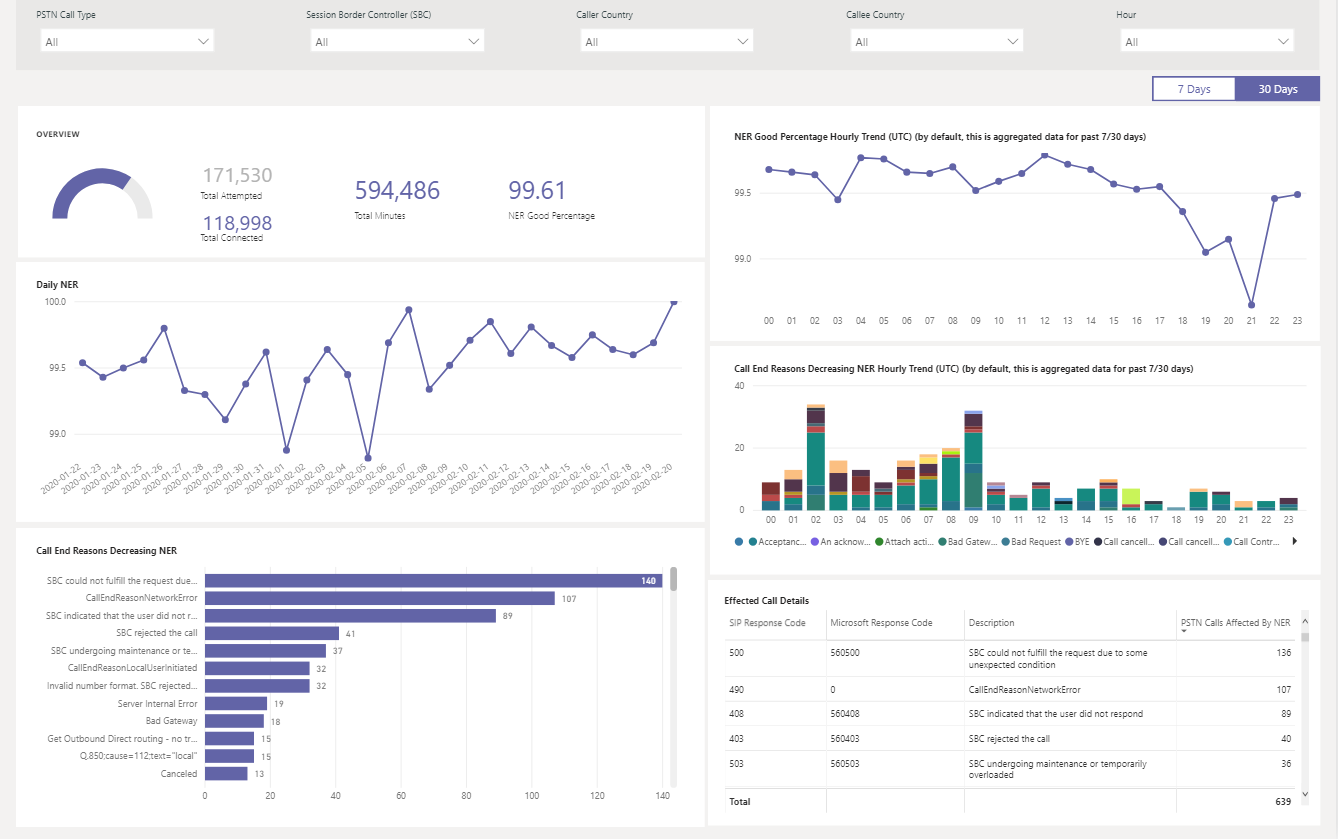 PSTN Call Type
Session Border Controller (SBC)
Caller Country
Callee Country
Hour
All
All
All
All
All
7 Days
30 Days
OVERVIEW
171,530
Total Attempted
118,998
Total Connected
594,486
Total Minutes
99.61
NER Good Percentage
NER Good Percentage Hourly Trend (UTC) (by default, this is aggregated data for past 7/30 days)
99.5
99.0
00 01 02 03 04 05 06 07 08 09 10 11 12 13 14 15 16 17 18 19 20 21 22 23
Daily NER
100.0
99.5
99.0
2020-01-22 2020-01-23 2020-01-24 2020-01-25 2020-01-26 2020-01-27 2020-01-28 2020-01-29 2020-01-30 2020-01-31 2020-02-01 2020-02-02 2020-02-03 2020-02-04 2020-02-05 2020-02-06 2020-02-07 2020-02-08 2020-02-09 2020-02-10 2020-02-11 2020-02-12 2020-02-13 2020-02-14 2020-02-15 2020-02-16 2020-02-17 2020-02-18 2020-02-19 2020-02-20
Call End Reasons Decreasing NER Hourly Trend (UTC) (by default, this is aggregated data for past 7/30 days)
40
20
0
00 01 02 03 04 05 06 07 08 09 10 11 12 13 14 15 16 17 18 19 20 21 22 23
Acceptanc... An acknow... Attach acti... Bad Gatew... Bad Request BYE Call cancell... Call cancell... Call Contr...
Call End Reasons Decreasing NER
SBC could not fulfill the request due... 140
CallEndReasonNetworkError 107
SBC indicated that the user did not r... 89
SBC rejected the call 41
SBC undergoing maintenance or te... 37
CallEndReasonLocalUserInitiated 32
Invalid number format. SBC rejected... 32
Server Internal Error 19
Bad Gateway 18
Get Outbound Direct routing - no tr... 15
Q.850;cause=112;text="local" 15
Canceled 13
0 20 40 60 80 100 120 140
Effected Call Details
SIP Response Code Microsoft Response Code Description PSTN Calls Affected By NER
500 560500 SBC could not fulfill the request due to some 136
unexpected condition
490 0 CallEndReasonNetworkError 107
408 560408 SBC indicated that the user did not respond 89
403 560403 SBC rejected the call 40
503 560503 SBC undergoing maintenance or temporarily 36
overloaded
Total 639